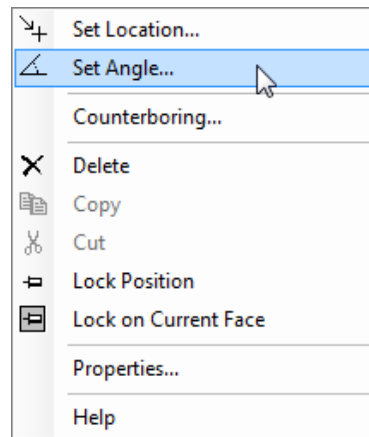 Set Location...
Set Angle...
Counterboring...
Delete
Copy
Cut
Lock Position
Lock on Current Face
Properties...
Help